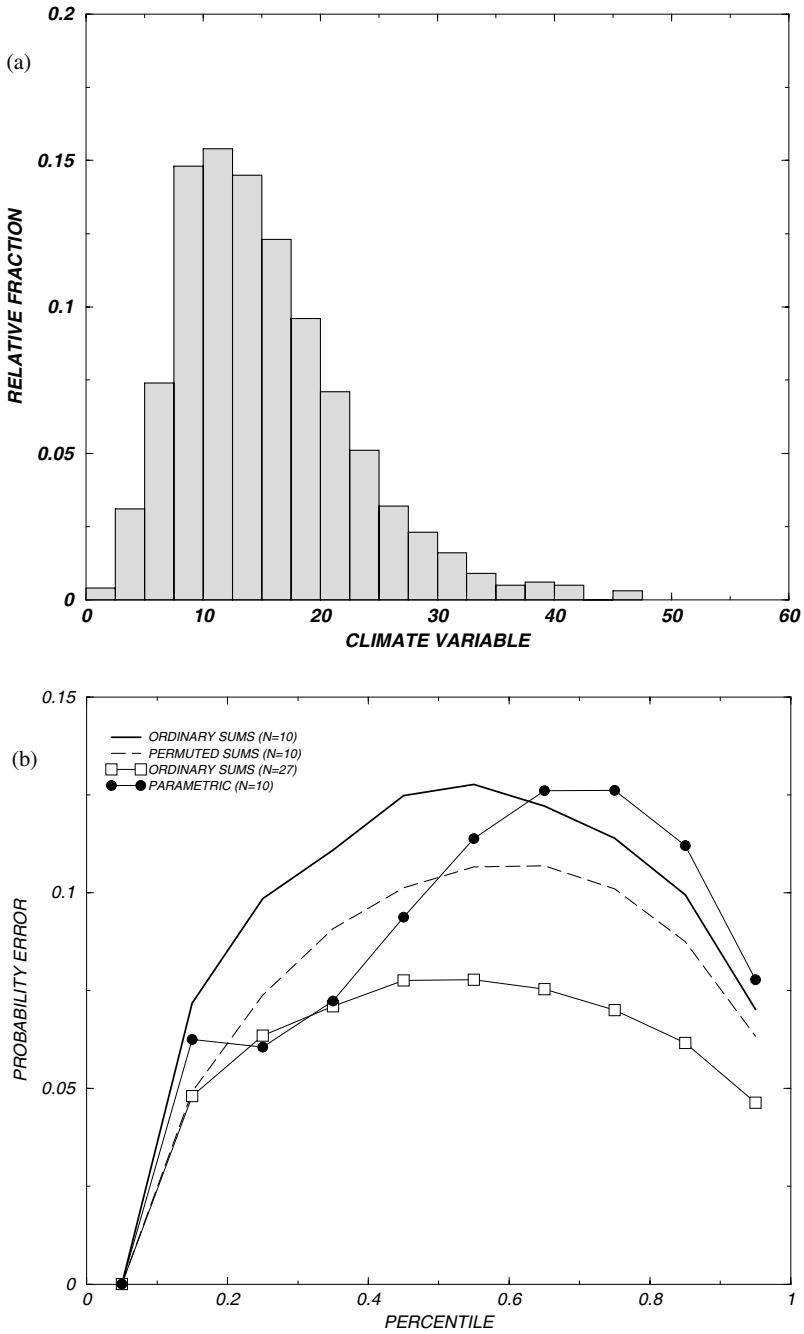 (a)
0.2
0.15
0.1
0.05
0
RELATIVE FRACTION
0 10 20 30 40 50 60
CLIMATE VARIABLE
(b)
0.15
0.1
0.05
0
PROBABILITY ERROR
ORDINARY SUMS (N=10)
PERMUTED SUMS (N=10)
ORDINARY SUMS (N=27)
PARAMETRIC (N=10)
0 0.2 0.4 0.6 0.8 1
PERCENTILE